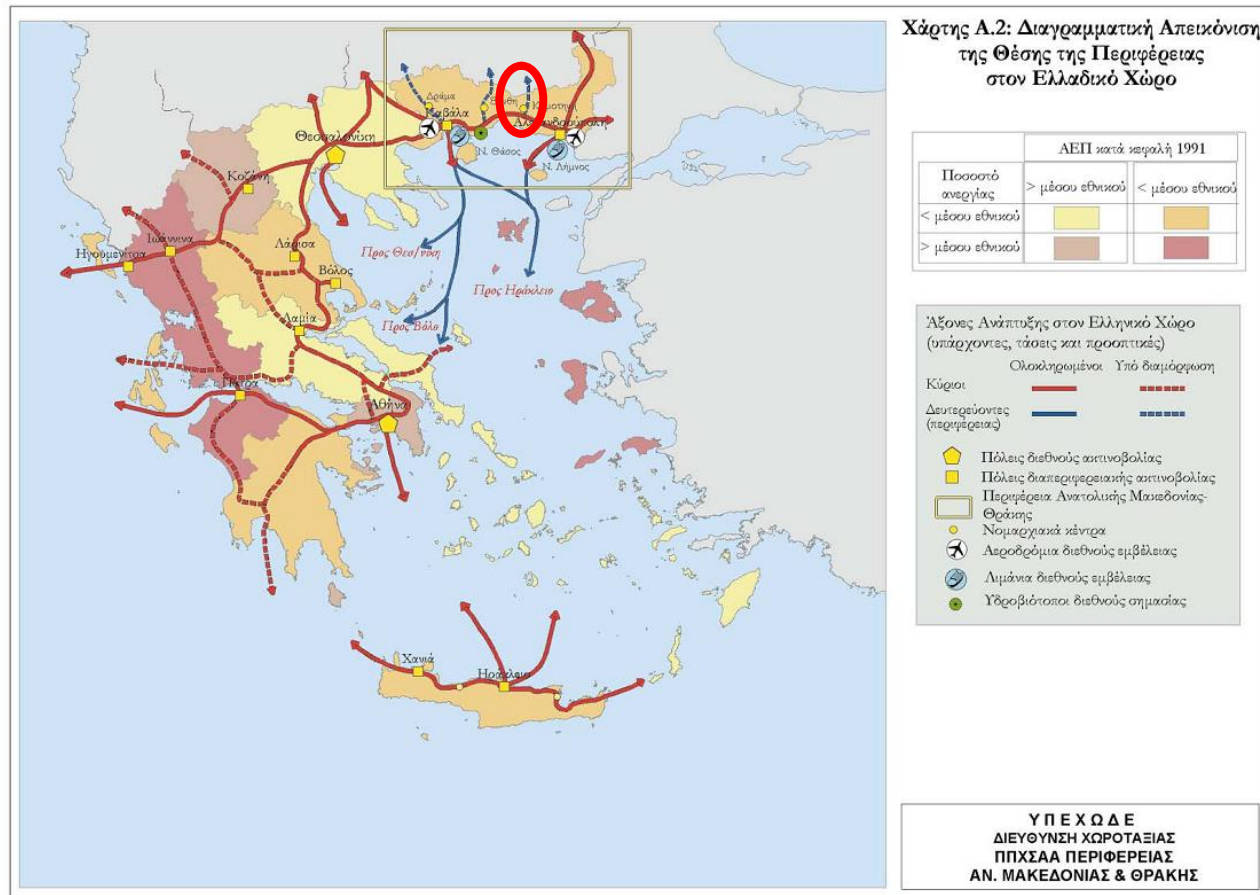 Χάρτης Α.2: Διαγραμματική Απεικόνιση
της Θέσης της Περιφέρειας
στον Ελλαδικό Χώρο
ΑΕΠ κατά κεφαλή 1991
Ποσοστό
ανεργίας
> μέσου εθνικού
< μέσου εθνικού
< μέσου εθνικού
> μέσου εθνικού
Άξονες Ανάπτυξης στον Ελληνικό Χώρο
(υπάρχοντες, τάσεις και προοπτικές)
Ολοκληρωμένοι
Υπό διαμόρφωση
Κύριοι
Δευτερεύοντες
(περιφέρειας)
Πόλεις διεθνούς ακτινοβολίας
Πόλεις διαπεριφερειακής ακτινοβολίας
Περιφέρεια Ανατολικής Μακεδονίας-
Θράκης
Νομαρχιακά κέντρα
Αεροδρόμια διεθνούς εμβέλειας
Λιμάνια διεθνούς εμβέλειας
Υδροβιότοποι διεθνούς σημασίας
Υ Π Ε Χ Ω Δ Ε
ΔΙΕΥΘΥΝΣΗ ΧΩΡΟΤΑΞΙΑΣ
ΠΠΧΣΑΑ ΠΕΡΙΦΕΡΕΙΑΣ
ΑΝ. ΜΑΚΕΔΟΝΙΑΣ & ΘΡΑΚΗΣ
Δράμα
Καβάλα
Ξάνθη
Κομοτηνή
Αλεξανδρούπολη
Θεσσαλονίκη
Ν. Θάσος
Ν. Λήμνος
Κοζάνη
Ιωάννινα
Ηγουμενίτσα
Λάρισα
Βόλος
Προς Θεσ/νίκη
Προς Ηράκλειο
Προς Βόλο
Λαμία
Πάτρα
Αθήνα
Χανιά
Ηράκλειο